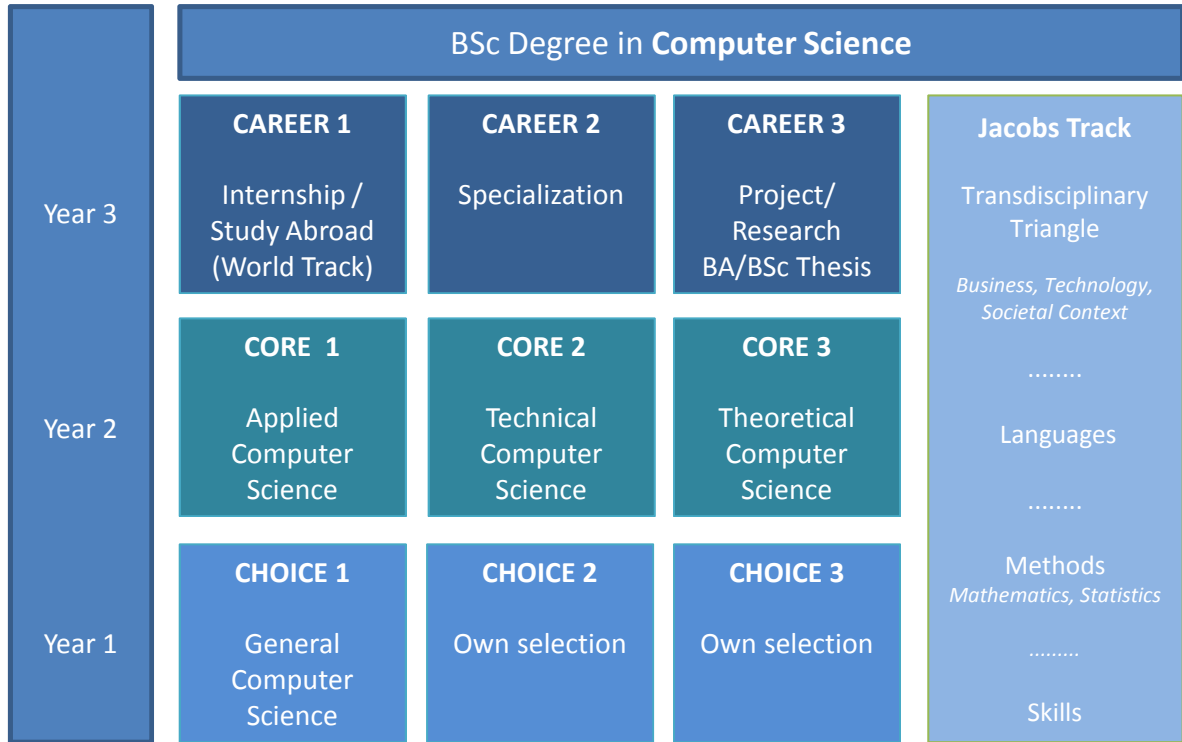 BSc Degree in Computer Science
Year 3
CAREER 1
Internship /
Study Abroad
(World Track)
CAREER 2
Specialization
CAREER 3
Project/
Research
BA/BSc Thesis
Year 2
CORE 1
Applied
Computer
Science
CORE 2
Technical
Computer
Science
CORE 3
Theoretical
Computer
Science
Year 1
CHOICE 1
General
Computer
Science
CHOICE 2
Own selection
CHOICE 3
Own selection
Jacobs Track
Transdisciplinary
Triangle
Business, Technology,
Societal Context
........
Languages
........
Methods
Mathematics, Statistics
.........
Skills